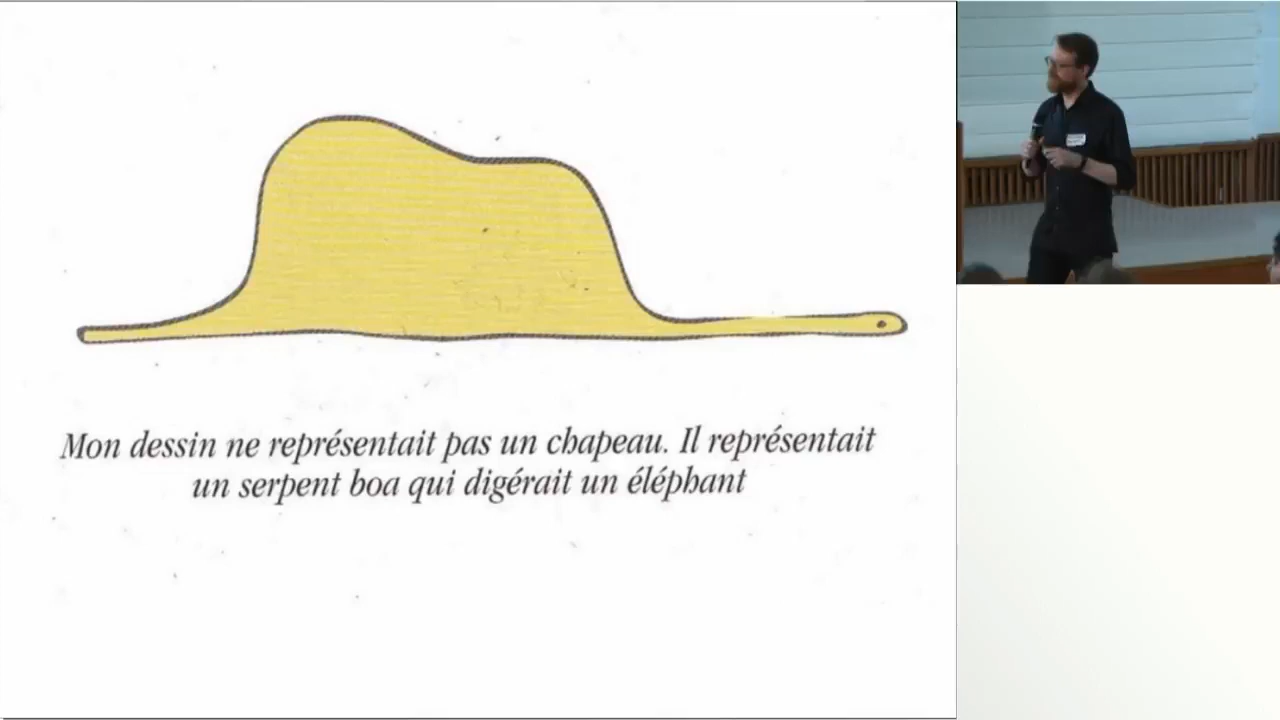 Mon dessin ne représentait pas un chapeau. Il représentait
un serpent boa qui digérait un éléphant